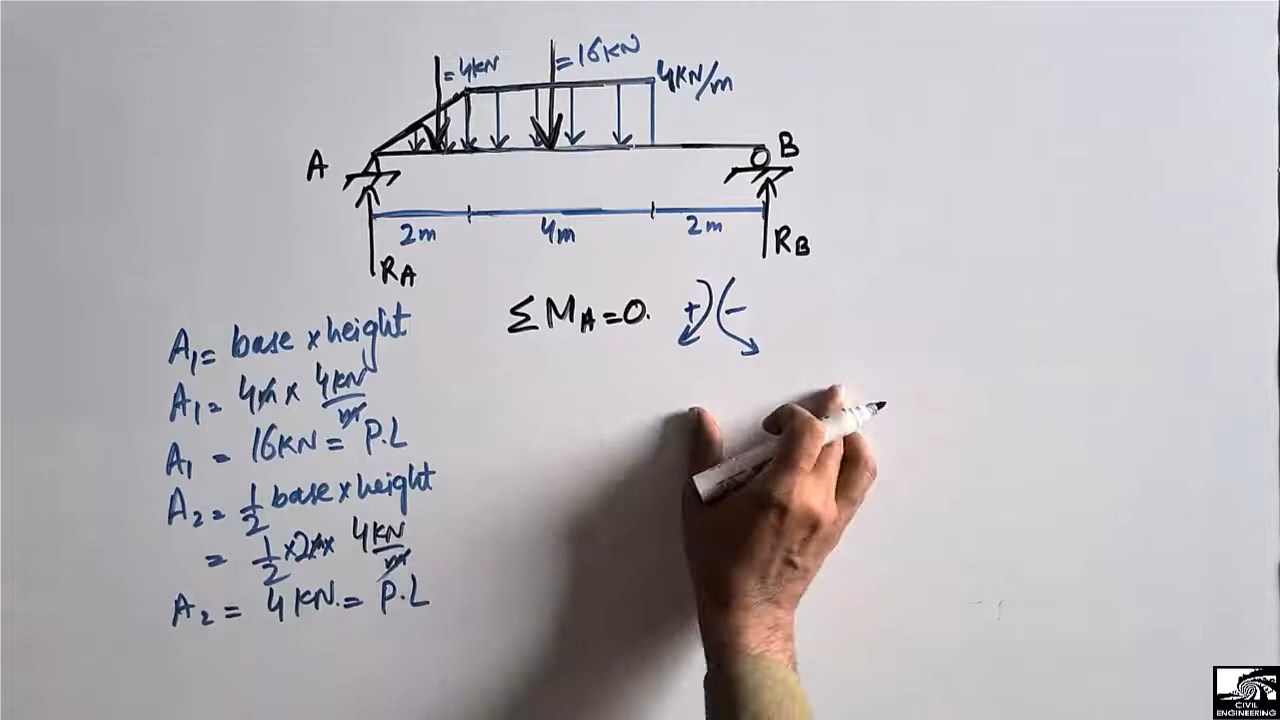 =4KN
=16KN
4KN/m
A
B
2m
4m
2m
RA
RB
ΣMA=0.
+
-
A1= base × height
A1= 4m × 4KN/m
A1 = 16KN = P.L
A2 = 1/2 base × height
= 1/2 ×2m× 4KN/m
A2 = 4KN. = P.L
CIVIL
ENGINEERING